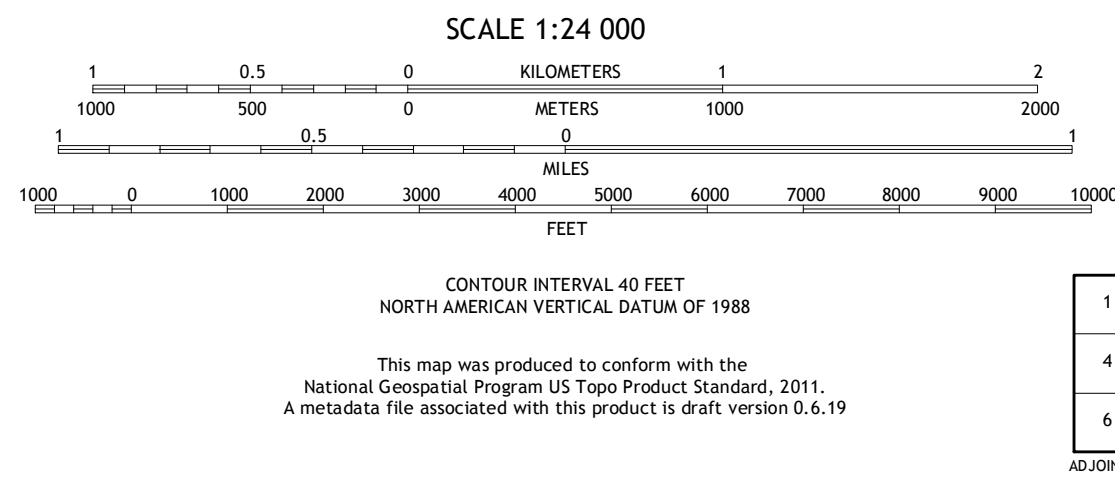 SCALE 1:24 000
1 0.5 0 KILOMETERS 1 2
1000 500 0 METERS 1000 2000
1 0.5 0 1
MILES
1000 0 1000 2000 3000 4000 5000 6000 7000 8000 9000 10000
FEET
CONTOUR INTERVAL 40 FEET
NORTH AMERICAN VERTICAL DATUM OF 1988
This map was produced to conform with the
National Geospatial Program US Topo Product Standard, 2011.
A metadata file associated with this product is draft version 0.6.19
1
4
6
ADJOIN